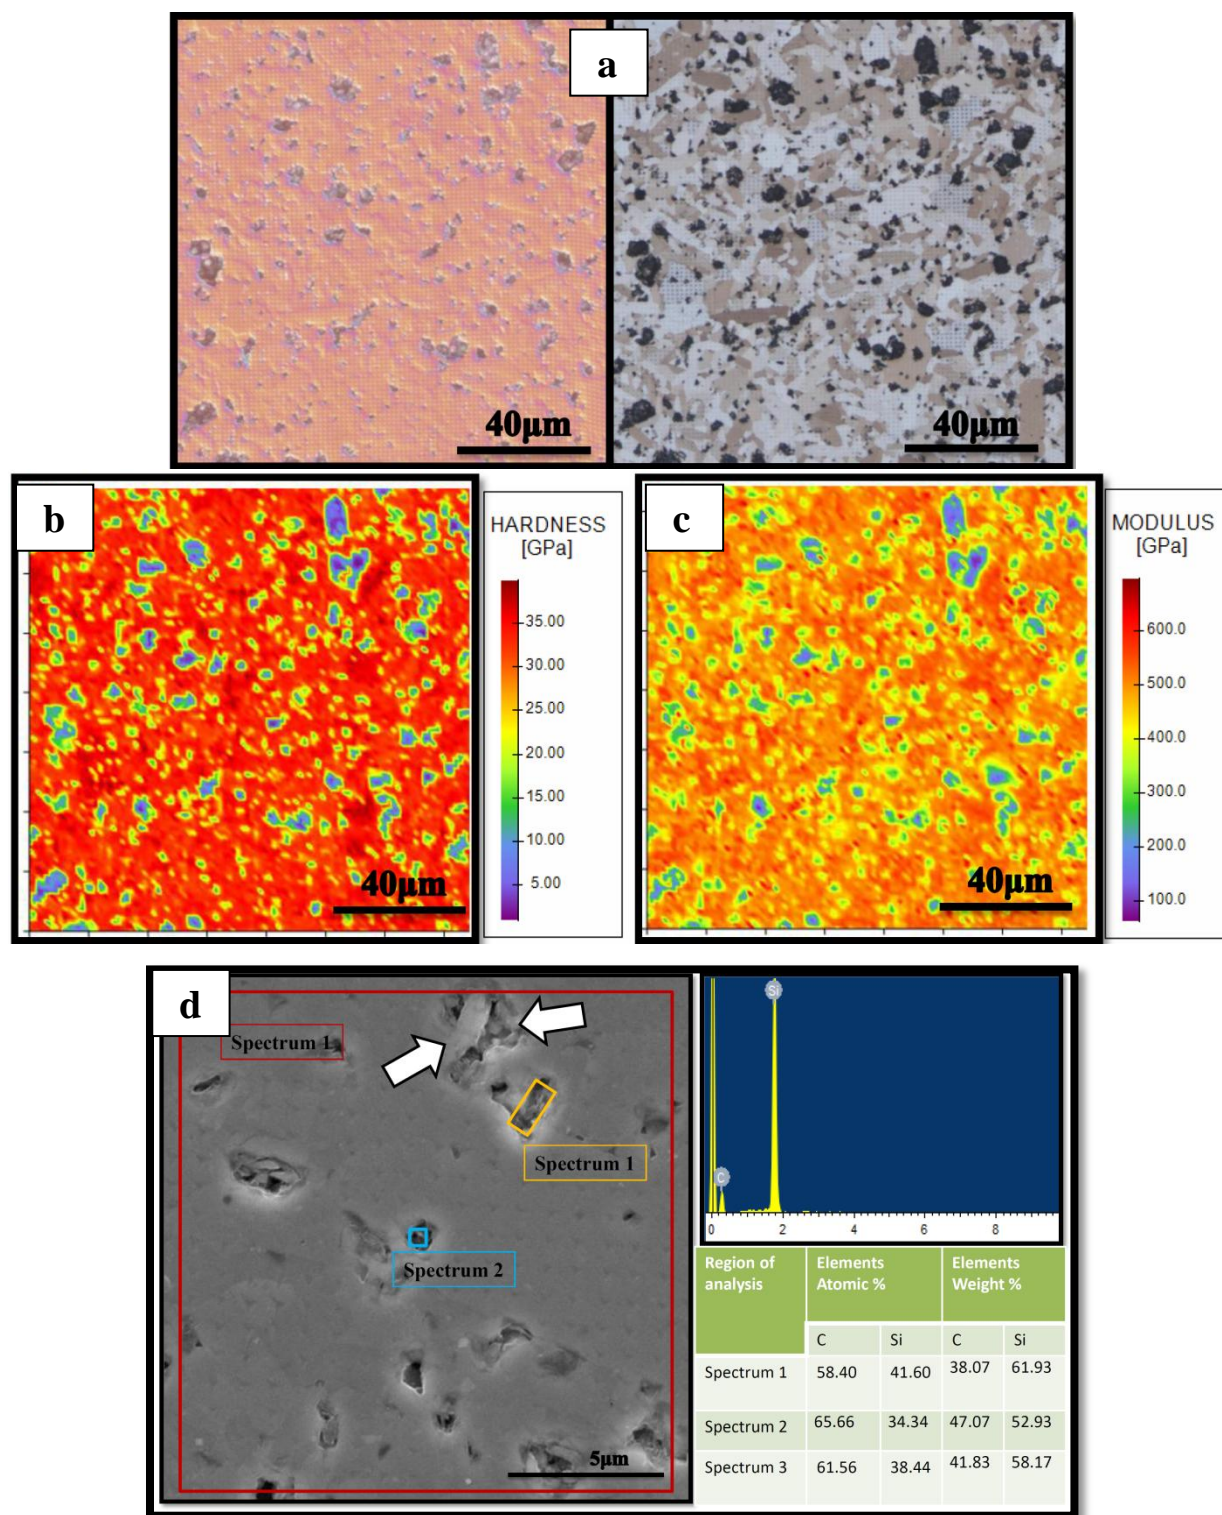 a
40µm
40µm
b
HARDNESS
[GPa]
35.00
30.00
25.00
20.00
15.00
10.00
5.00
40µm
c
MODULUS
[GPa]
600.0
500.0
400.0
300.0
200.0
100.0
40µm
d
Spectrum 1
Spectrum 1
Spectrum 2
5µm
Si
C
0 2 4 6 8
Region of analysis
Elements Atomic %
Elements Weight %
C Si C Si
Spectrum 1 58.40 41.60 38.07 61.93
Spectrum 2 65.66 34.34 47.07 52.93
Spectrum 3 61.56 38.44 41.83 58.17